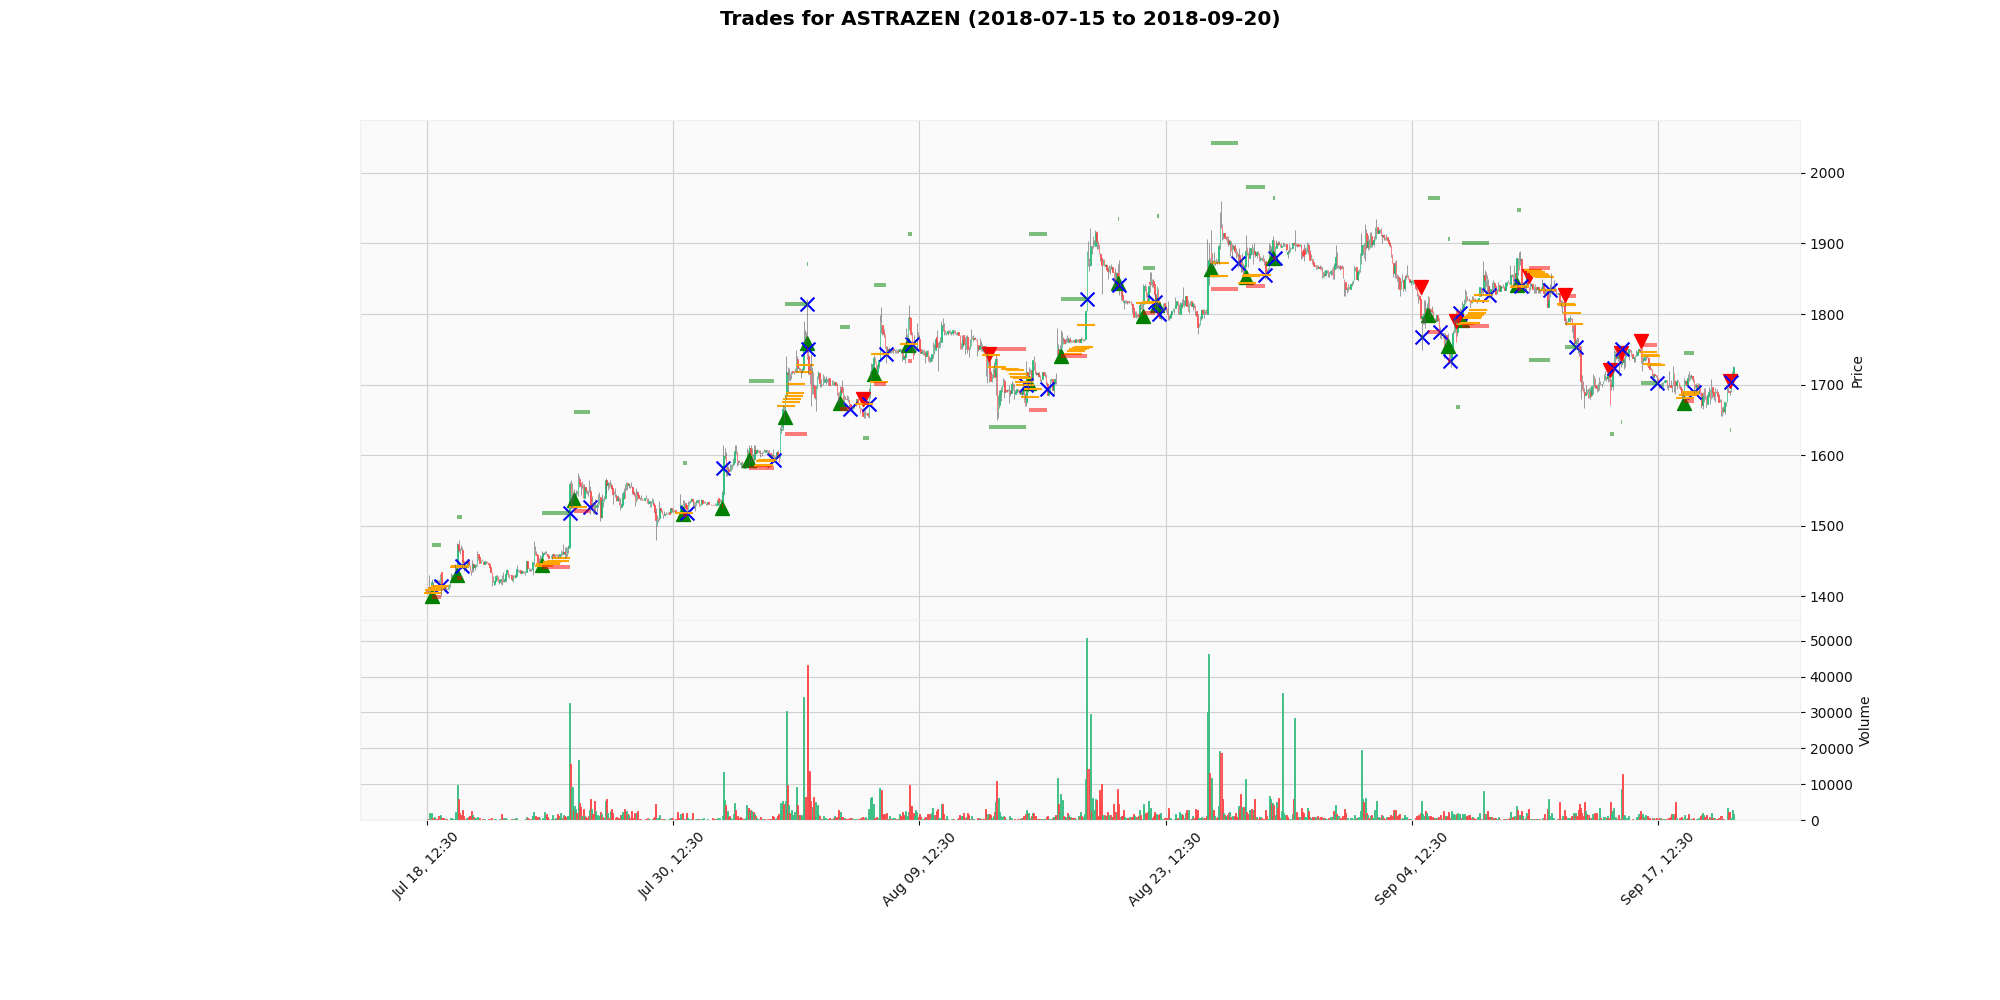 Trades for ASTRAZEN (2018-07-15 to 2018-09-20)
2000
1900
1800
1700
1600
1500
1400
Price
50000
40000
30000
20000
10000
0
Volume
Jul 18, 12:30
Jul 30, 12:30
Aug 09, 12:30
Aug 23, 12:30
Sep 04, 12:30
Sep 17, 12:30